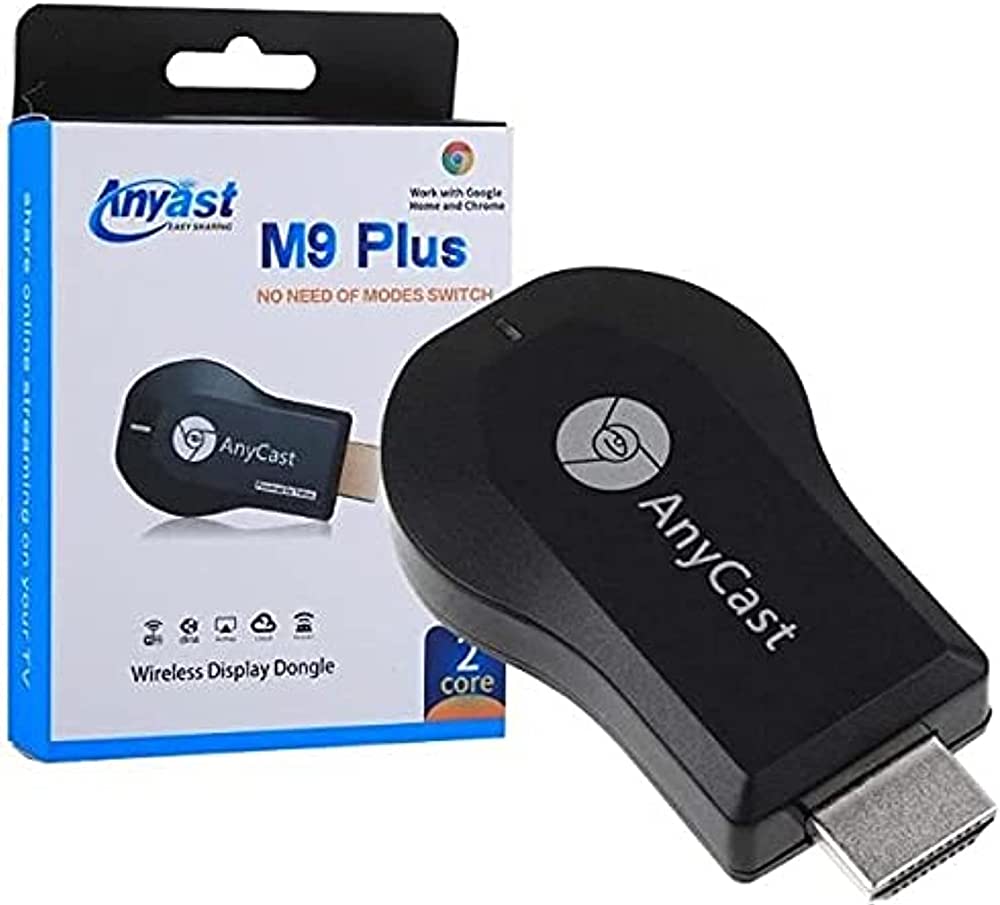 Anyast
EASY SHARING
Work with Google
Home and Chrome
M9 Plus
NO NEED OF MODES SWITCH
AnyCast
Wireless Display Dongle
2
core
share online streaming on your TV
AnyCast